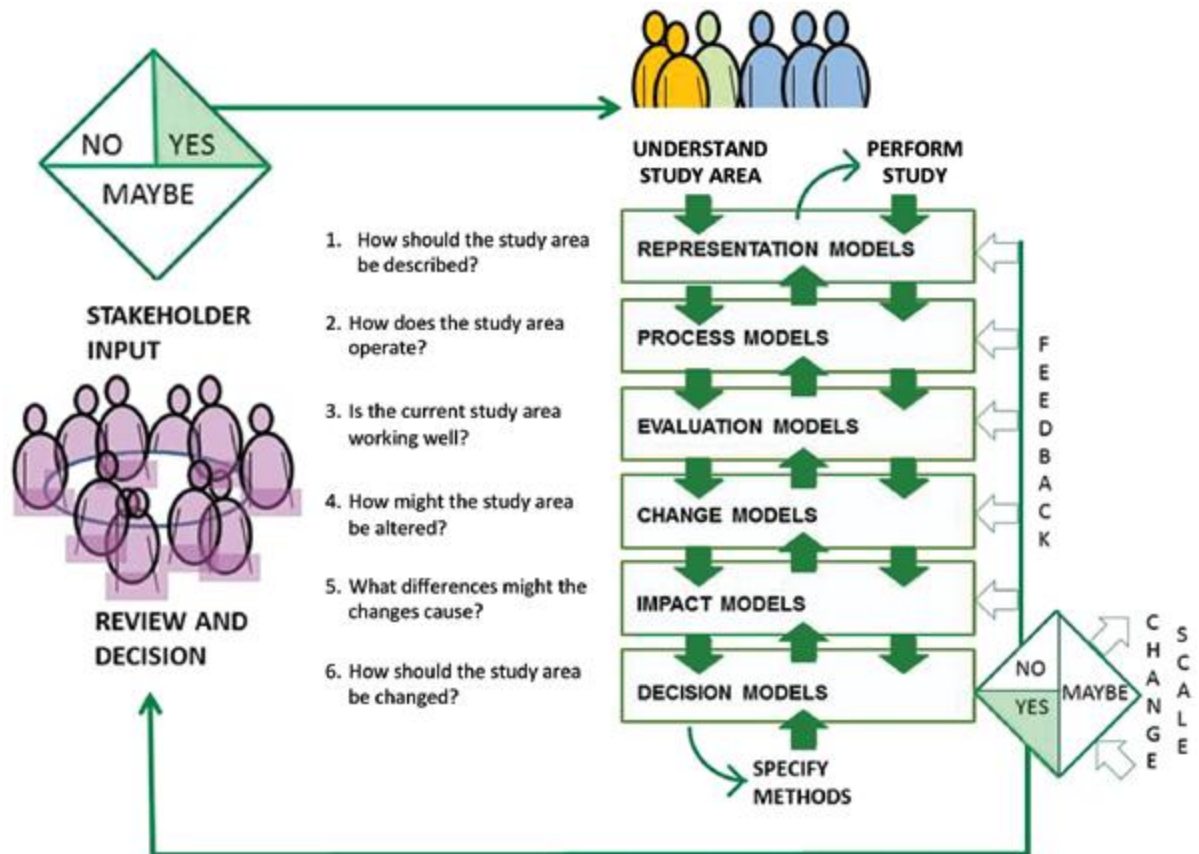 NO YES
MAYBE
STAKEHOLDER
INPUT
REVIEW AND
DECISION
1. How should the study area
be described?
2. How does the study area
operate?
3. Is the current study area
working well?
4. How might the study area
be altered?
5. What differences might the
changes cause?
6. How should the study area
be changed?
UNDERSTAND
STUDY AREA
PERFORM
STUDY
REPRESENTATION MODELS
PROCESS MODELS
EVALUATION MODELS
CHANGE MODELS
IMPACT MODELS
DECISION MODELS
SPECIFY
METHODS
FEEDBACK
NO
YES
MAYBE
CHANGE
SCALE